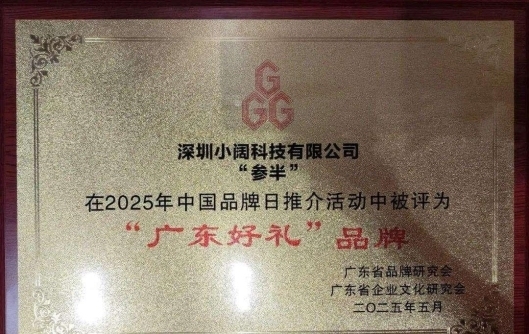 G
GG
深圳小阔科技有限公司
“参半”
在2025年中国品牌日推介活动中被评为
“广东好礼”品牌
广东省品牌研究会
广东省企业文化研究会
二〇二五年五月